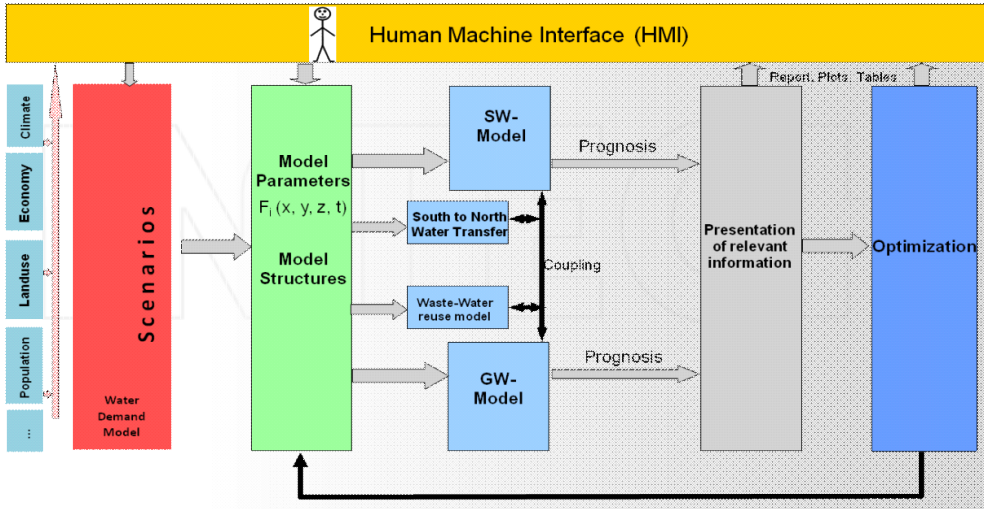 Human Machine Interface (HMI)
Report, Plots, Tables
Climate
Economy
Landuse
Population
...
Scenarios
Water
Demand
Model
Model
Parameters
Fi (x, y, z, t)
Model
Structures
SW-
Model
South to North
Water Transfer
Coupling
Waste-Water
reuse model
GW-
Model
Prognosis
Prognosis
Presentation
of relevant
information
Optimization